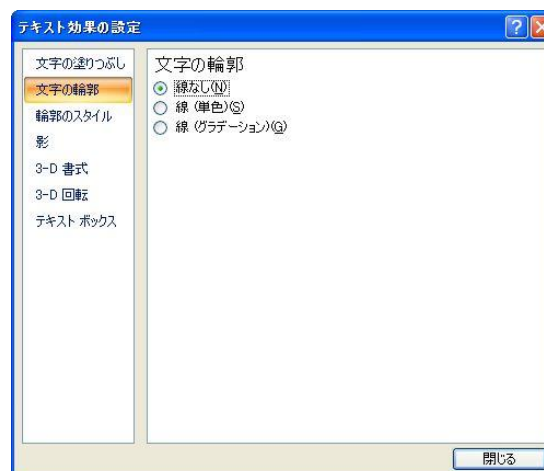 テキスト効果の設定
文字の塗りつぶし
文字の輪郭
輪郭のスタイル
影
3-D 書式
3-D 回転
テキスト ボックス
文字の輪郭
線なし(N)
線 (単色)(S)
線 (グラデーション)(G)
閉じる